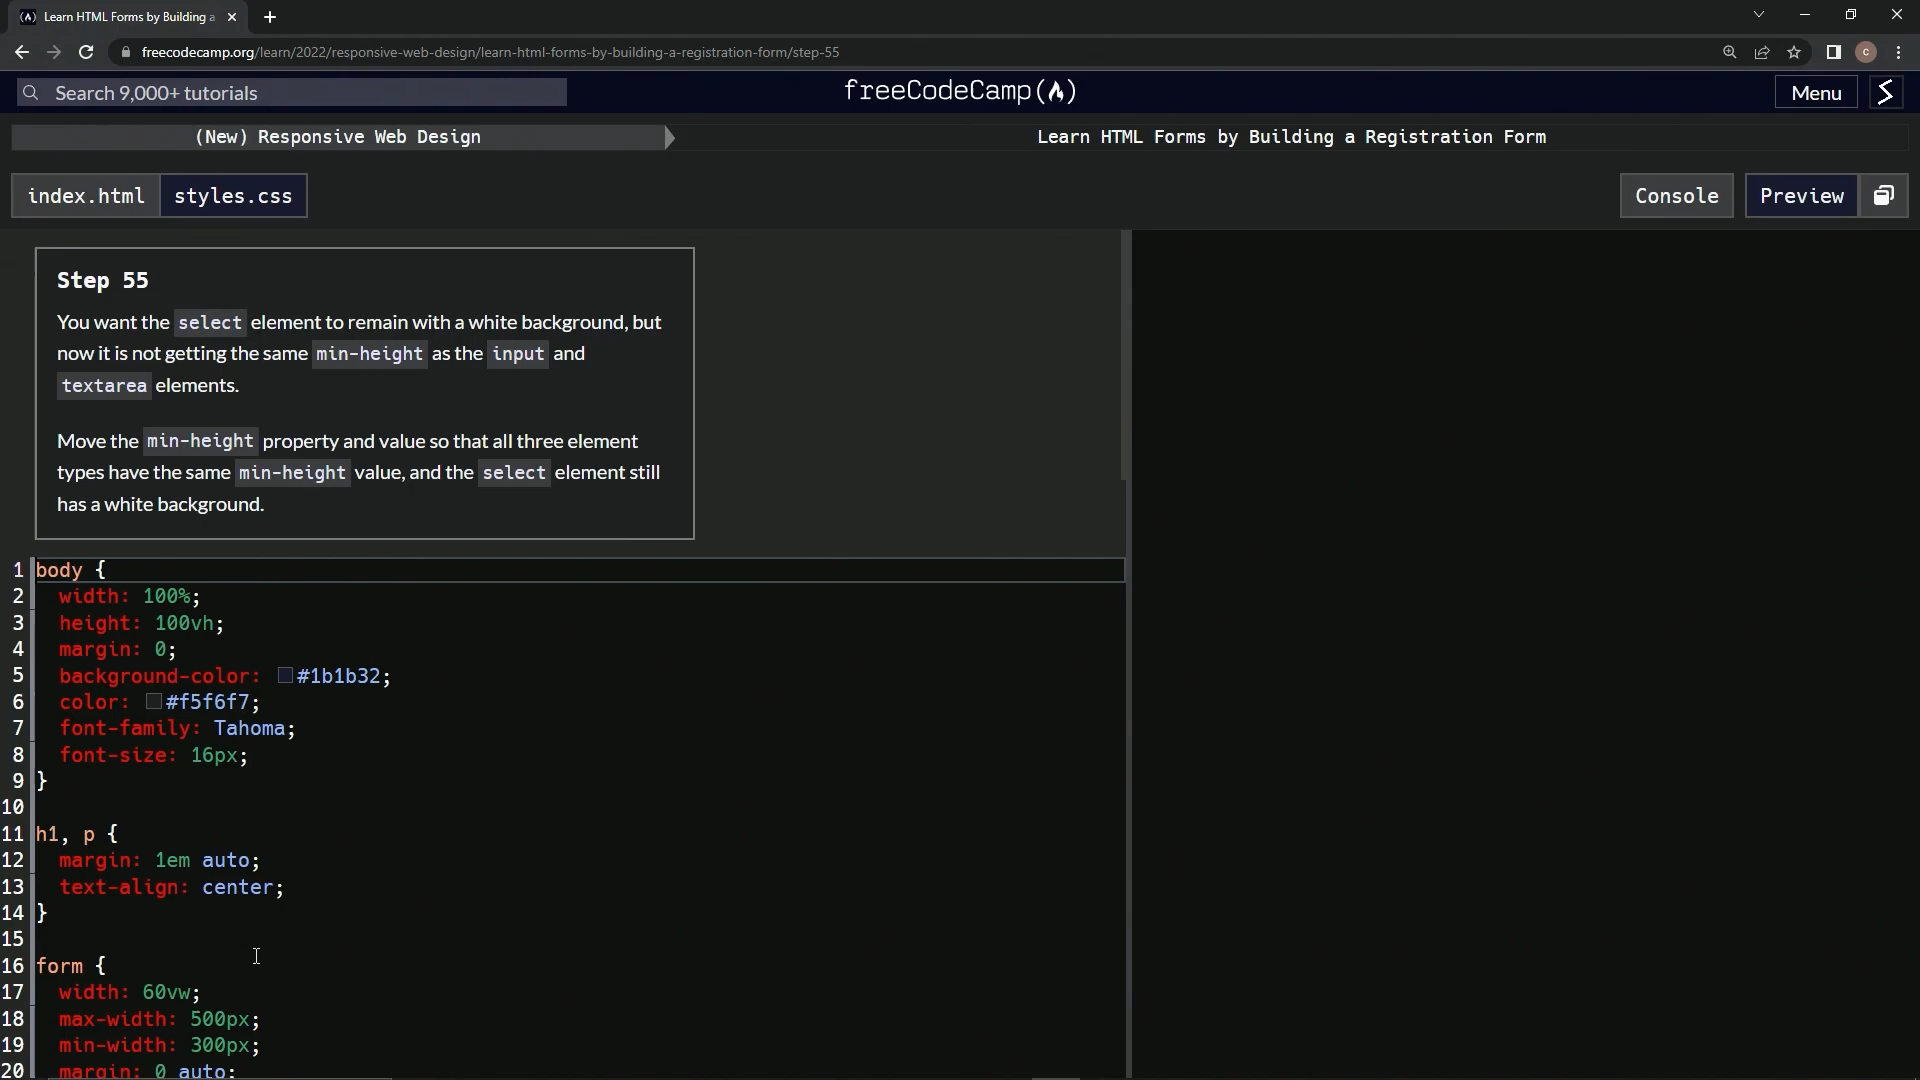 Learn HTML Forms by Building a
freecodecamp.org/learn/2022/responsive-web-design/learn-html-forms-by-building-a-registration-form/step-55
C
Search 9,000+ tutorials
freeCodeCamp
Menu
(New) Responsive Web Design
Learn HTML Forms by Building a Registration Form
index.html
styles.css
Console
Preview
Step 55
You want the select element to remain with a white background, but
now it is not getting the same min-height as the input and
textarea elements.
Move the min-height property and value so that all three element
types have the same min-height value, and the select element still
has a white background.
1 body {
2 width: 100%;
3 height: 100vh;
4 margin: 0;
5 background-color: #1b1b32;
6 color: #f5f6f7;
7 font-family: Tahoma;
8 font-size: 16px;
9 }
10
11 h1, p {
12 margin: 1em auto;
13 text-align: center;
14 }
15
16 form {
17 width: 60vw;
18 max-width: 500px;
19 min-width: 300px;
20 margin: 0 auto;